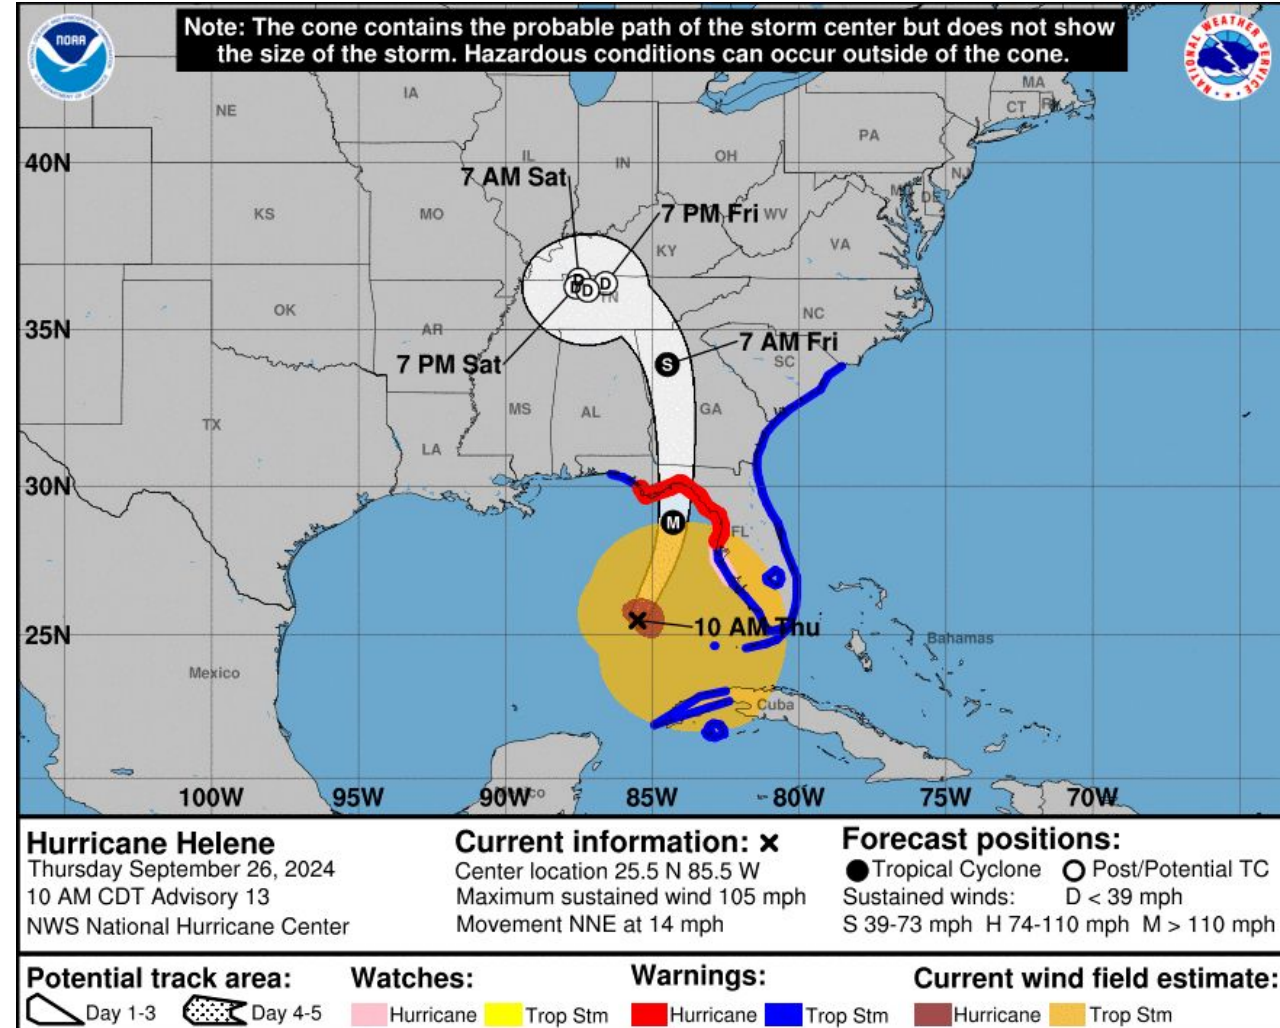 Note: The cone contains the probable path of the storm center but does not show
the size of the storm. Hazardous conditions can occur outside of the cone.
NOAA
NATIONAL WEATHER SERVICE
MA
CT
NE
IA
PA
40N
IL
IN
OH
NJ
7 AM Sat
DE
7 PM Fri
WV
KS
MO
VA
KY
D
D
D
D
TN
OK
NC
35N
AR
7 AM Fri
7 PM Sat
S
SC
MS
AL
GA
TX
LA
30N
M
FL
10 AM Thu
25N
Bahamas
Mexico
Cuba
100W 95W 90W 85W 80W 75W 70W
Hurricane Helene
Thursday September 26, 2024
10 AM CDT Advisory 13
NWS National Hurricane Center
Current information: ×
Center location 25.5 N 85.5 W
Maximum sustained wind 105 mph
Movement NNE at 14 mph
Forecast positions:
Tropical Cyclone Post/Potential TC
Sustained winds: D < 39 mph
S 39-73 mph H 74-110 mph M > 110 mph
Potential track area:
Day 1-3 Day 4-5
Watches:
Hurricane Trop Stm
Warnings:
Hurricane Trop Stm
Current wind field estimate:
Hurricane Trop Stm